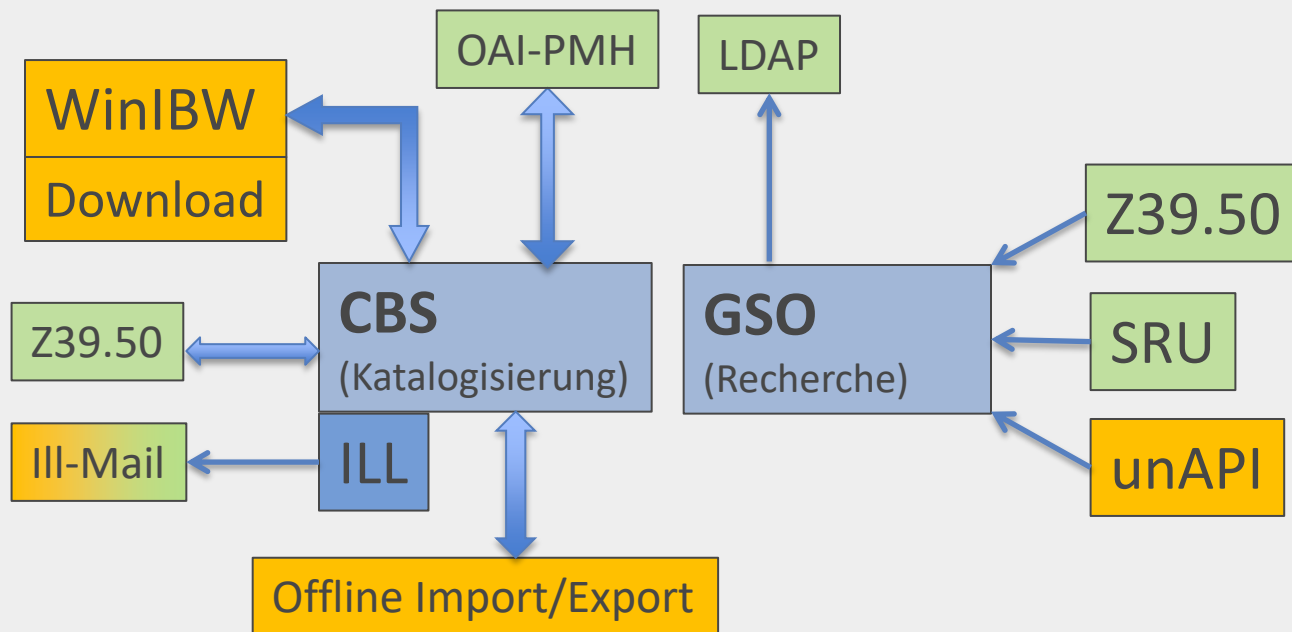 OAI-PMH
LDAP
WinIBW
Download
Z39.50
CBS
(Katalogisierung)
GSO
(Recherche)
Z39.50
SRU
Ill-Mail
ILL
unAPI
Offline Import/Export